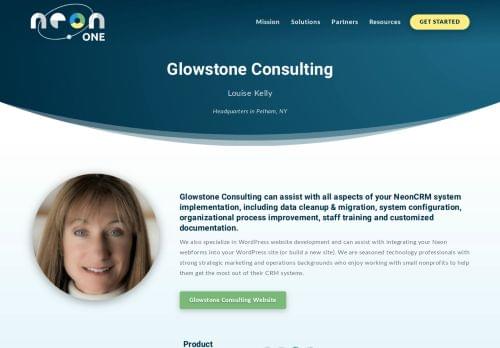 neon ONE
Mission Solutions Partners Resources GET STARTED
Glowstone Consulting
Louise Kelly
Headquarters in Pelham, NY
Glowstone Consulting can assist with all aspects of your NeonCRM system
implementation, including data cleanup & migration, system configuration,
organizational process improvement, staff training and customized
documentation.
We also specialize in WordPress website development and can assist with integrating your Neon
webforms into your WordPress site (or build a new site). We are seasoned technology professionals with
strong strategic marketing and operations backgrounds who enjoy working with small nonprofits to help
them get the most out of their CRM systems.
Glowstone Consulting Website
Product